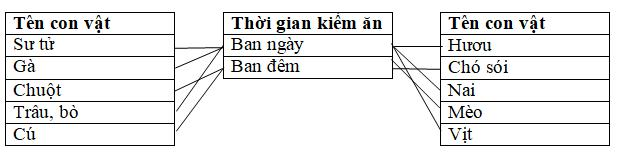 Tên con vật
Sư tử
Gà
Chuột
Trâu, bò
Cú
Thời gian kiếm ăn
Ban ngày
Ban đêm
Tên con vật
Hươu
Chó sói
Nai
Mèo
Vịt